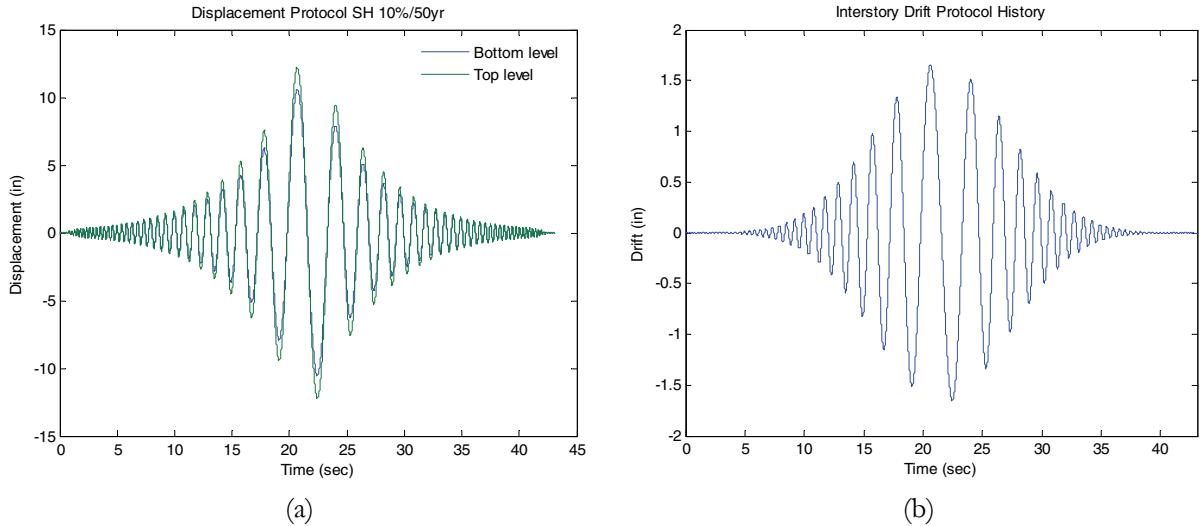 Displacement Protocol SH 10%/50yr
15
10
5
0
-5
-10
-15
Displacement (in)
Bottom level
Top level
0 5 10 15 20 25 30 35 40 45
Time (sec)
(a)
Interstory Drift Protocol History
2
1.5
1
0.5
0
-0.5
-1
-1.5
-2
Drift (in)
0 5 10 15 20 25 30 35 40
Time (sec)
(b)